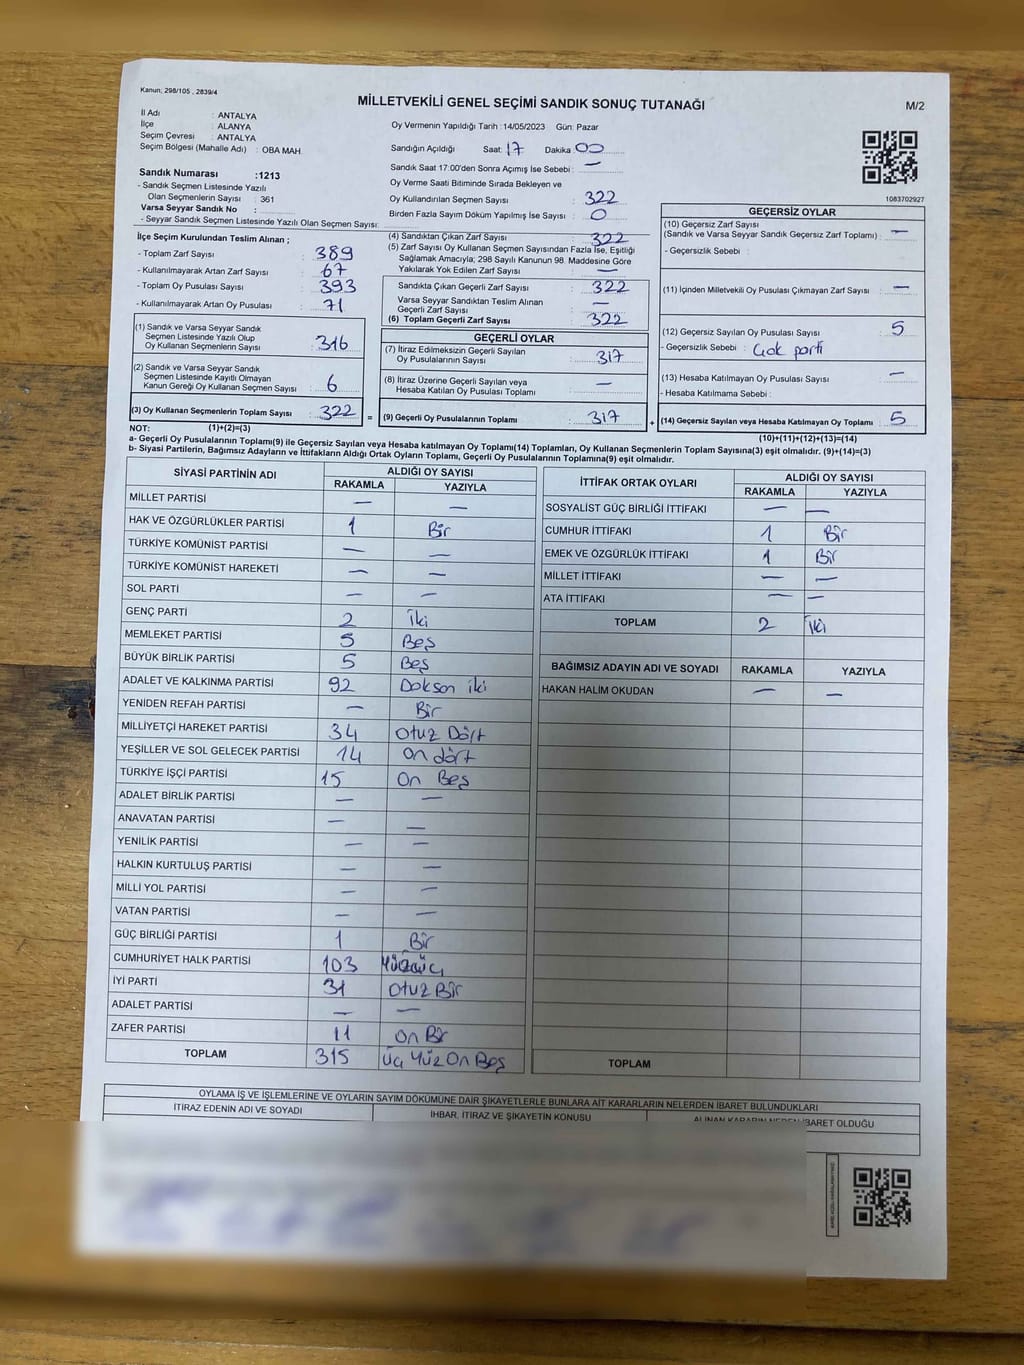 Kanun; 298/105 , 2839/4
MİLLETVEKİLİ GENEL SEÇİMİ SANDIK SONUÇ TUTANAĞI
M/2
İl Adı : ANTALYA
İlçe : ALANYA
Seçim Çevresi : ANTALYA
Seçim Bölgesi (Mahalle Adı) : OBA MAH.
Oy Vermenin Yapıldığı Tarih :14/05/2023 Gün: Pazar
Sandığın Açıldığı Saat: 17 Dakika: 00
Sandık Saat 17:00'den Sonra Açımış İse Sebebi : —
Sandık Numarası :1213
- Sandık Seçmen Listesinde Yazılı
Olan Seçmenlerin Sayısı : 361
Varsa Seyyar Sandık No :
- Seyyar Sandık Seçmen Listesinde Yazılı Olan Seçmen Sayısı:
Oy Verme Saati Bitiminde Sırada Bekleyen ve
Oy Kullandırılan Seçmen Sayısı : 322
Birden Fazla Sayım Döküm Yapılmış İse Sayısı : 0
1083702927
İlçe Seçim Kurulundan Teslim Alınan ;
- Toplam Zarf Sayısı : 389
- Kullanılmayarak Artan Zarf Sayısı : 67
- Toplam Oy Pusulası Sayısı : 393
- Kullanılmayarak Artan Oy Pusulası : 71
(4) Sandıktan Çıkan Zarf Sayısı : 322
(5) Zarf Sayısı Oy Kullanan Seçmen Sayısından Fazla İse, Eşitliği
Sağlamak Amacıyla; 298 Sayılı Kanunun 98. Maddesine Göre
Yakılarak Yok Edilen Zarf Sayısı : —
Sandıkta Çıkan Geçerli Zarf Sayısı : 322
Varsa Seyyar Sandıktan Teslim Alınan
Geçerli Zarf Sayısı : —
(6) Toplam Geçerli Zarf Sayısı : 322
GEÇERSİZ OYLAR
(10) Geçersiz Zarf Sayısı
(Sandık ve Varsa Seyyar Sandık Geçersiz Zarf Toplamı) : —
- Geçersizlik Sebebi :
(11) İçinden Milletvekili Oy Pusulası Çıkmayan Zarf Sayısı : —
(12) Geçersiz Sayılan Oy Pusulası Sayısı : 5
- Geçersizlik Sebebi : Çok parti
(13) Hesaba Katılmayan Oy Pusulası Sayısı : —
- Hesaba Katılmama Sebebi :
(14) Geçersiz Sayılan veya Hesaba Katılmayan Oy Toplamı : 5
(1) Sandık ve Varsa Seyyar Sandık
Seçmen Listesinde Yazılı Olup
Oy Kullanan Seçmenlerin Sayısı : 316
(2) Sandık ve Varsa Seyyar Sandık
Seçmen Listesinde Kayıtlı Olmayan
Kanun Gereği Oy Kullanan Seçmen Sayısı : 6
(3) Oy Kullanan Seçmenlerin Toplam Sayısı : 322 =
GEÇERLİ OYLAR
(7) İtiraz Edilmeksizin Geçerli Sayılan
Oy Pusulalarının Sayısı : 317
(8) İtiraz Üzerine Geçerli Sayılan veya
Hesaba Katılan Oy Pusulası Toplamı : —
(9) Geçerli Oy Pusulalarının Toplamı : 317 +
NOT: (1)+(2)=(3)
(10)+(11)+(12)+(13)=(14)
a- Geçerli Oy Pusulalarının Toplamı(9) ile Geçersiz Sayılan veya Hesaba katılmayan Oy Toplamı(14) Toplamları, Oy Kullanan Seçmenlerin Toplam Sayısına(3) eşit olmalıdır. (9)+(14)=(3)
b- Siyasi Partilerin, Bağımsız Adayların ve İttifakların Aldığı Ortak Oyların Toplamı, Geçerli Oy Pusulalarının Toplamına(9) eşit olmalıdır.
SİYASİ PARTİNİN ADI ALDIĞI OY SAYISI
RAKAMLA YAZIYLA
MİLLET PARTİSİ — —
HAK VE ÖZGÜRLÜKLER PARTİSİ 1 Bir
TÜRKİYE KOMÜNİST PARTİSİ — —
TÜRKİYE KOMÜNİST HAREKETİ — —
SOL PARTİ — —
GENÇ PARTİ 2 İki
MEMLEKET PARTİSİ 5 Beş
BÜYÜK BİRLİK PARTİSİ 5 Beş
ADALET VE KALKINMA PARTİSİ 92 Dokson iki
YENİDEN REFAH PARTİSİ — Bir
MİLLİYETÇİ HAREKET PARTİSİ 34 Otuz Dört
YEŞİLLER VE SOL GELECEK PARTİSİ 14 On dört
TÜRKİYE İŞÇİ PARTİSİ 15 On Beş
ADALET BİRLİK PARTİSİ — —
ANAVATAN PARTİSİ — —
YENİLİK PARTİSİ — —
HALKIN KURTULUŞ PARTİSİ — —
MİLLİ YOL PARTİSİ — —
VATAN PARTİSİ — —
GÜÇ BİRLİĞİ PARTİSİ 1 Bir
CUMHURİYET HALK PARTİSİ 103 Yüzüç
İYİ PARTİ 31 Otuz Bir
ADALET PARTİSİ — —
ZAFER PARTİSİ 11 On Bir
TOPLAM 315 Üç Yüz On Beş
İTTİFAK ORTAK OYLARI ALDIĞI OY SAYISI
RAKAMLA YAZIYLA
SOSYALİST GÜÇ BİRLİĞİ İTTİFAKI — —
CUMHUR İTTİFAKI 1 Bir
EMEK VE ÖZGÜRLÜK İTTİFAKI 1 Bir
MİLLET İTTİFAKI — —
ATA İTTİFAKI — —
TOPLAM 2 İki
BAĞIMSIZ ADAYIN ADI VE SOYADI RAKAMLA YAZIYLA
HAKAN HALİM OKUDAN — —
TOPLAM
OYLAMA İŞ VE İŞLEMLERİNE VE OYLARIN SAYIM DÖKÜMÜNE DAİR ŞİKAYETLERLE BUNLARA AİT KARARLARIN NELERDEN İBARET BULUNDUKLARI
İTİRAZ EDENİN ADI VE SOYADI İHBAR, İTİRAZ VE ŞİKAYETİN KONUSU ALINAN KARARIN NEDEN İBARET OLDUĞU